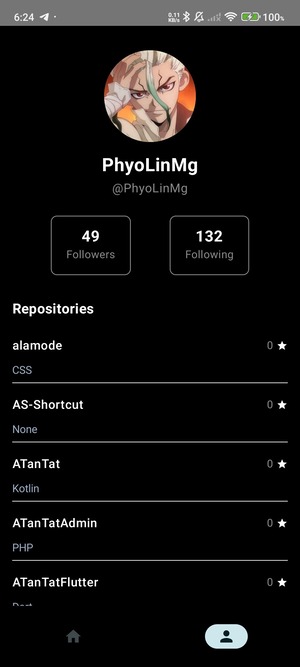 6:24
0.11
KB/s
100%
PhyoLinMg
@PhyoLinMg
49
Followers
132
Following
Repositories
alamode
0
CSS
AS-Shortcut
0
None
ATanTat
0
Kotlin
ATanTatAdmin
0
PHP
ATanTatFlutter
0
Dart